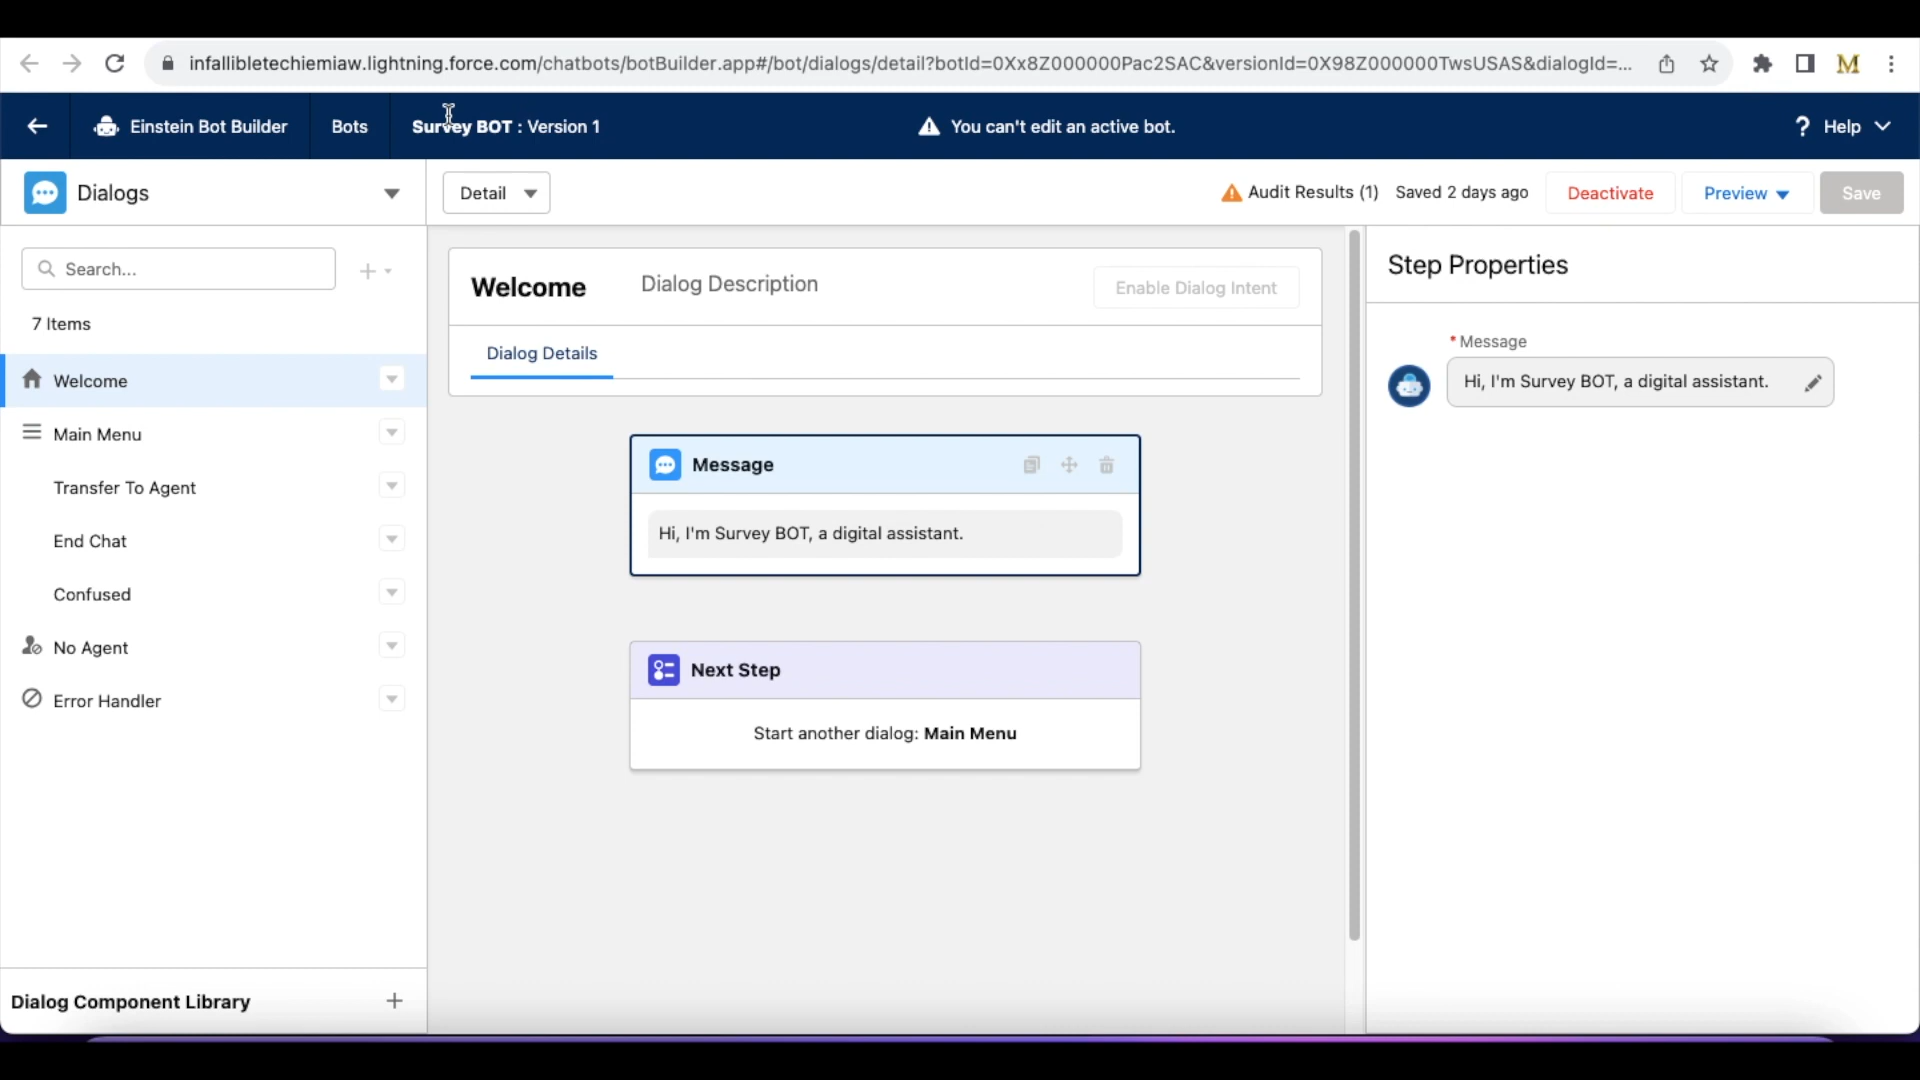 infallibletechiemiaw.lightning.force.com/chatbots/botBuilder.app#/bot/dialogs/detail?botId=0Xx8Z000000Pac2SAC&versionId=0X98Z000000TwsUSAS&dialogId=...
M
Einstein Bot Builder
Bots
Survey BOT : Version 1
You can't edit an active bot.
? Help
Dialogs
Detail
Audit Results (1)
Saved 2 days ago
Deactivate
Preview
Save
Search...
7 Items
Welcome
Main Menu
Transfer To Agent
End Chat
Confused
No Agent
Error Handler
Dialog Component Library
Welcome
Dialog Description
Enable Dialog Intent
Dialog Details
Message
Hi, I'm Survey BOT, a digital assistant.
Next Step
Start another dialog: Main Menu
Step Properties
* Message
Hi, I'm Survey BOT, a digital assistant.